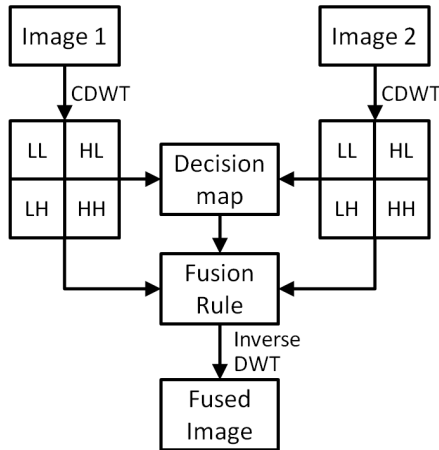 Image 1
Image 2
CDWT
CDWT
LL
HL
LH
HH
Decision
map
LL
HL
LH
HH
Fusion
Rule
Inverse
DWT
Fused
Image